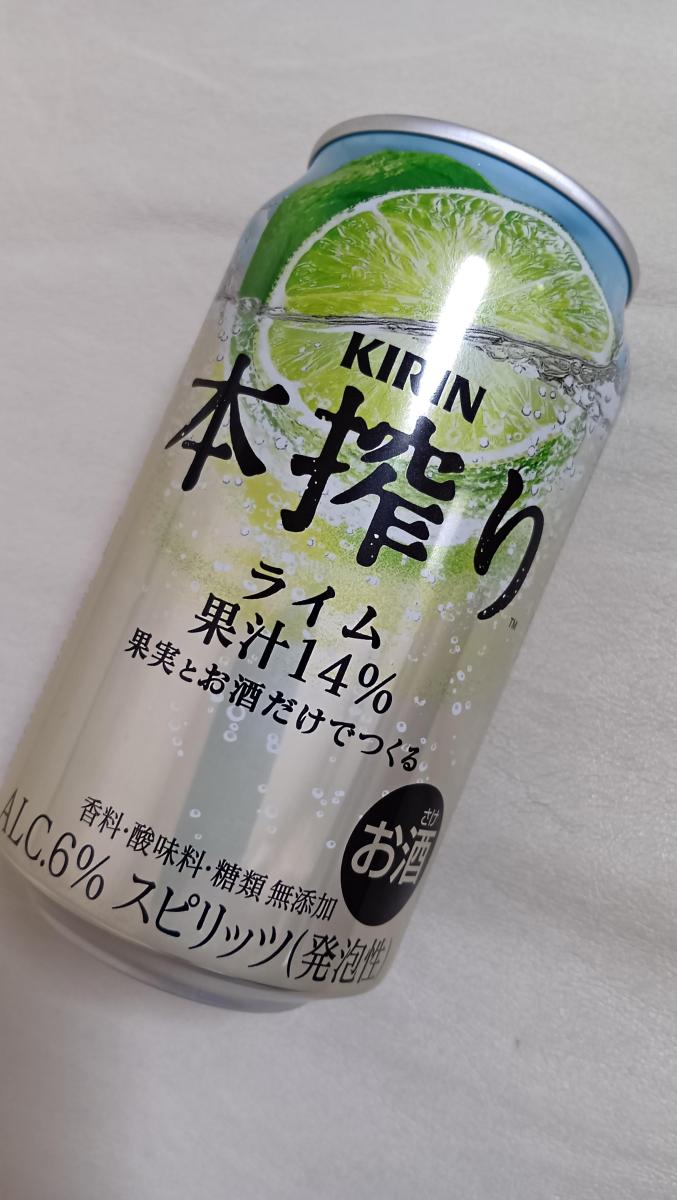 KIRIN
本搾り
™
ライム
果汁14%
果実とお酒だけでつくる
さけ
お酒
香料・酸味料・糖類 無添加
ALC.6% スピリッツ(発泡性)